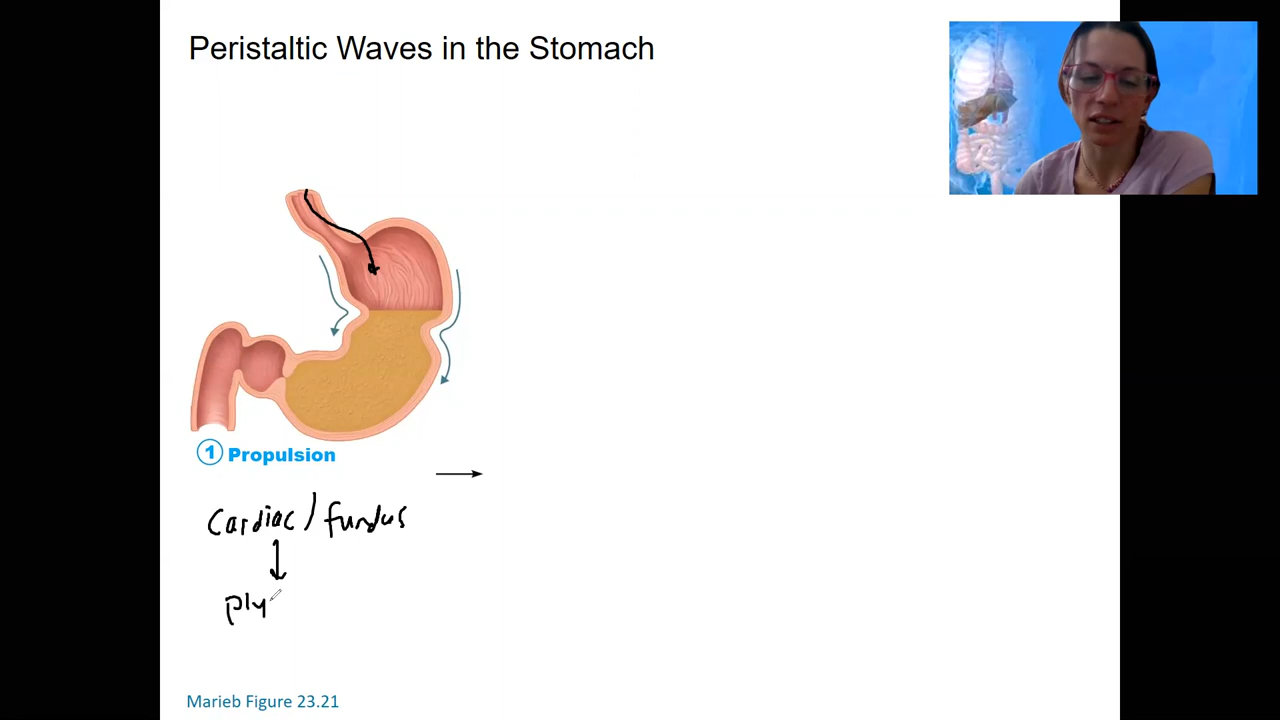 Peristaltic Waves in the Stomach
1 Propulsion
Cardiac / fundus
ply
Marieb Figure 23.21